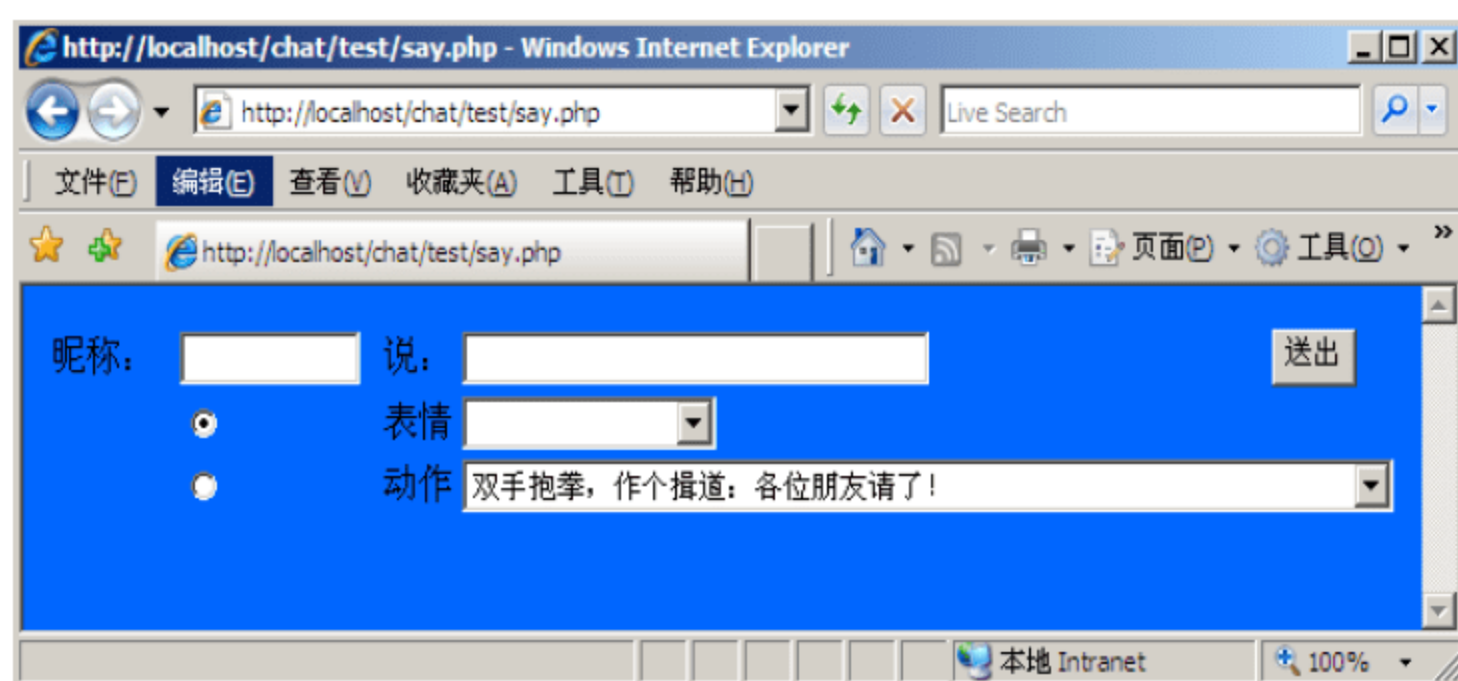 http://localhost/chat/test/say.php - Windows Internet Explorer
http://localhost/chat/test/say.php Live Search
文件(F) 编辑(E) 查看(V) 收藏夹(A) 工具(T) 帮助(H)
http://localhost/chat/test/say.php 页面(P) 工具(O) »
昵称： 说： 送出
表情
动作 双手抱拳，作个揖道：各位朋友请了！
本地 Intranet 100%